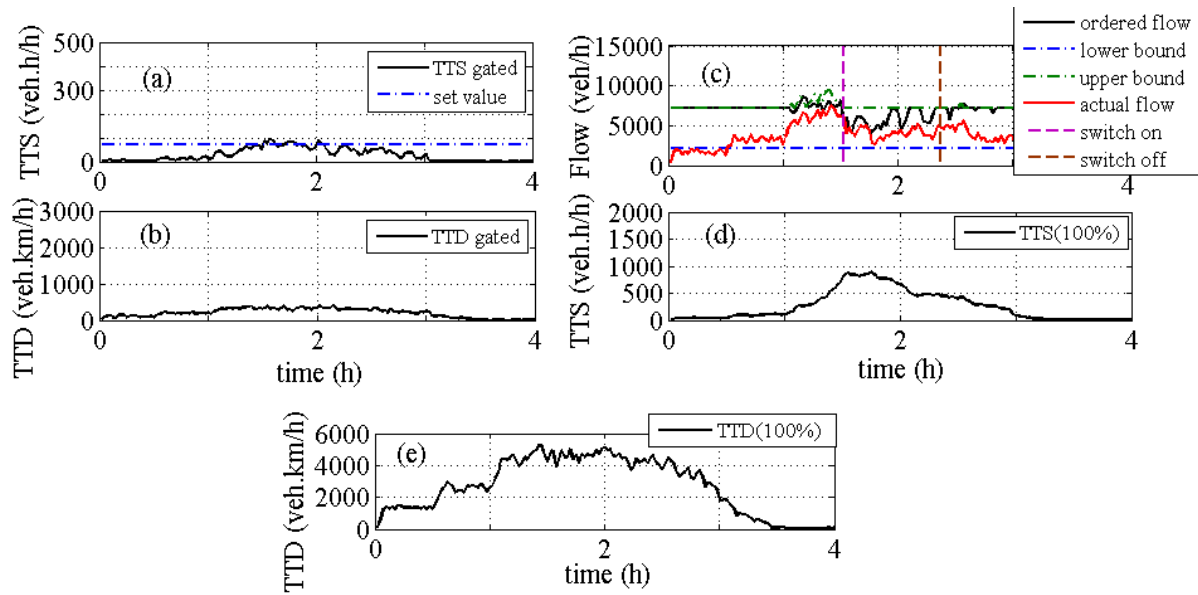 TTS (veh.h/h)
500
300
100
0
(a)
TTS gated
set value
0
2
4
TTD (veh.km/h)
3000
2000
1000
0
(b)
TTD gated
0
2
4
time (h)
Flow (veh/h)
15000
10000
5000
0
(c)
ordered flow
lower bound
upper bound
actual flow
switch on
switch off
0
2
4
TTS (veh.h/h)
2000
1500
1000
500
0
(d)
TTS(100%)
0
2
4
time (h)
TTD (veh.km/h)
6000
4000
2000
0
(e)
TTD(100%)
0
2
4
time (h)